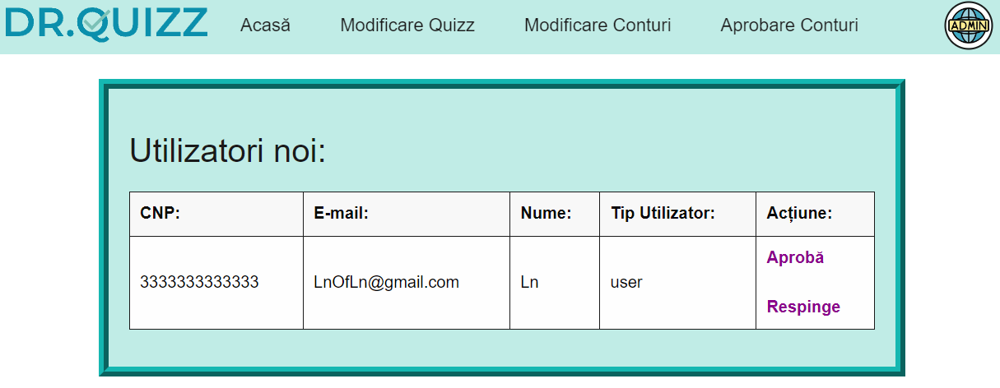 DR.QUIZZ Acasă Modificare Quizz Modificare Conturi Aprobare Conturi ADMIN
Utilizatori noi:
CNP: E-mail: Nume: Tip Utilizator: Acțiune:
3333333333333 LnOfLn@gmail.com Ln user Aprobă
Respinge